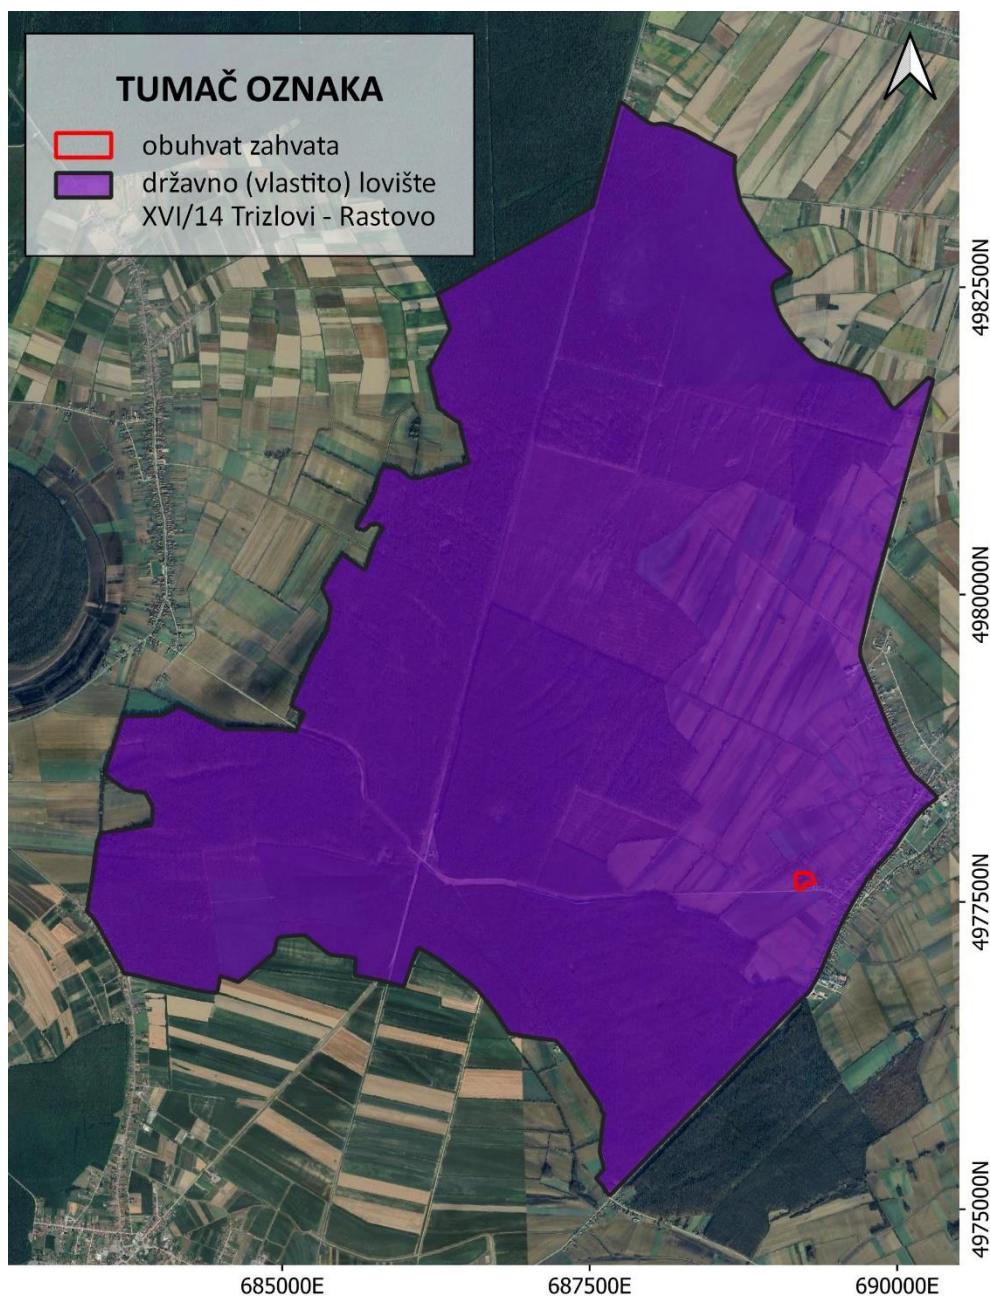 TUMAČ OZNAKA
obuhvat zahvata
državno (vlastito) lovište
XVI/14 Trizlovi - Rastovo
4982500N
4980000N
4977500N
4975000N
685000E
687500E
690000E